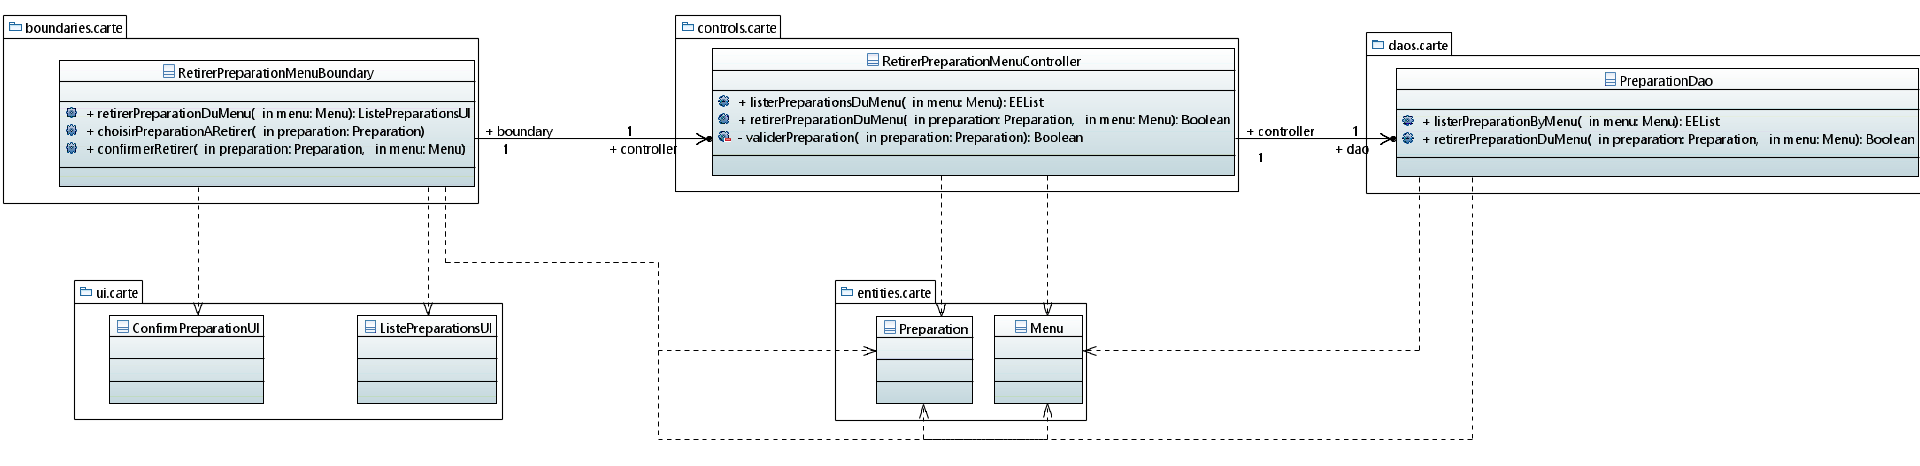 boundaries.carte
RetirerPreparationMenuBoundary
+ retirerPreparationDuMenu( in menu: Menu): ListePreparationsUI
+ choisirPreparationARetirer( in preparation: Preparation)
+ confirmerRetirer( in preparation: Preparation, in menu: Menu)
+ boundary
1
1
+ controller
controls.carte
RetirerPreparationMenuController
+ listerPreparationsDuMenu( in menu: Menu): EEList
+ retirerPreparationDuMenu( in preparation: Preparation, in menu: Menu): Boolean
- validerPreparation( in preparation: Preparation): Boolean
+ controller
1
1
+ dao
daos.carte
PreparationDao
+ listerPreparationByMenu( in menu: Menu): EEList
+ retirerPreparationDuMenu( in preparation: Preparation, in menu: Menu): Boolean
ui.carte
ConfirmPreparationUI
ListePreparationsUI
entities.carte
Preparation
Menu